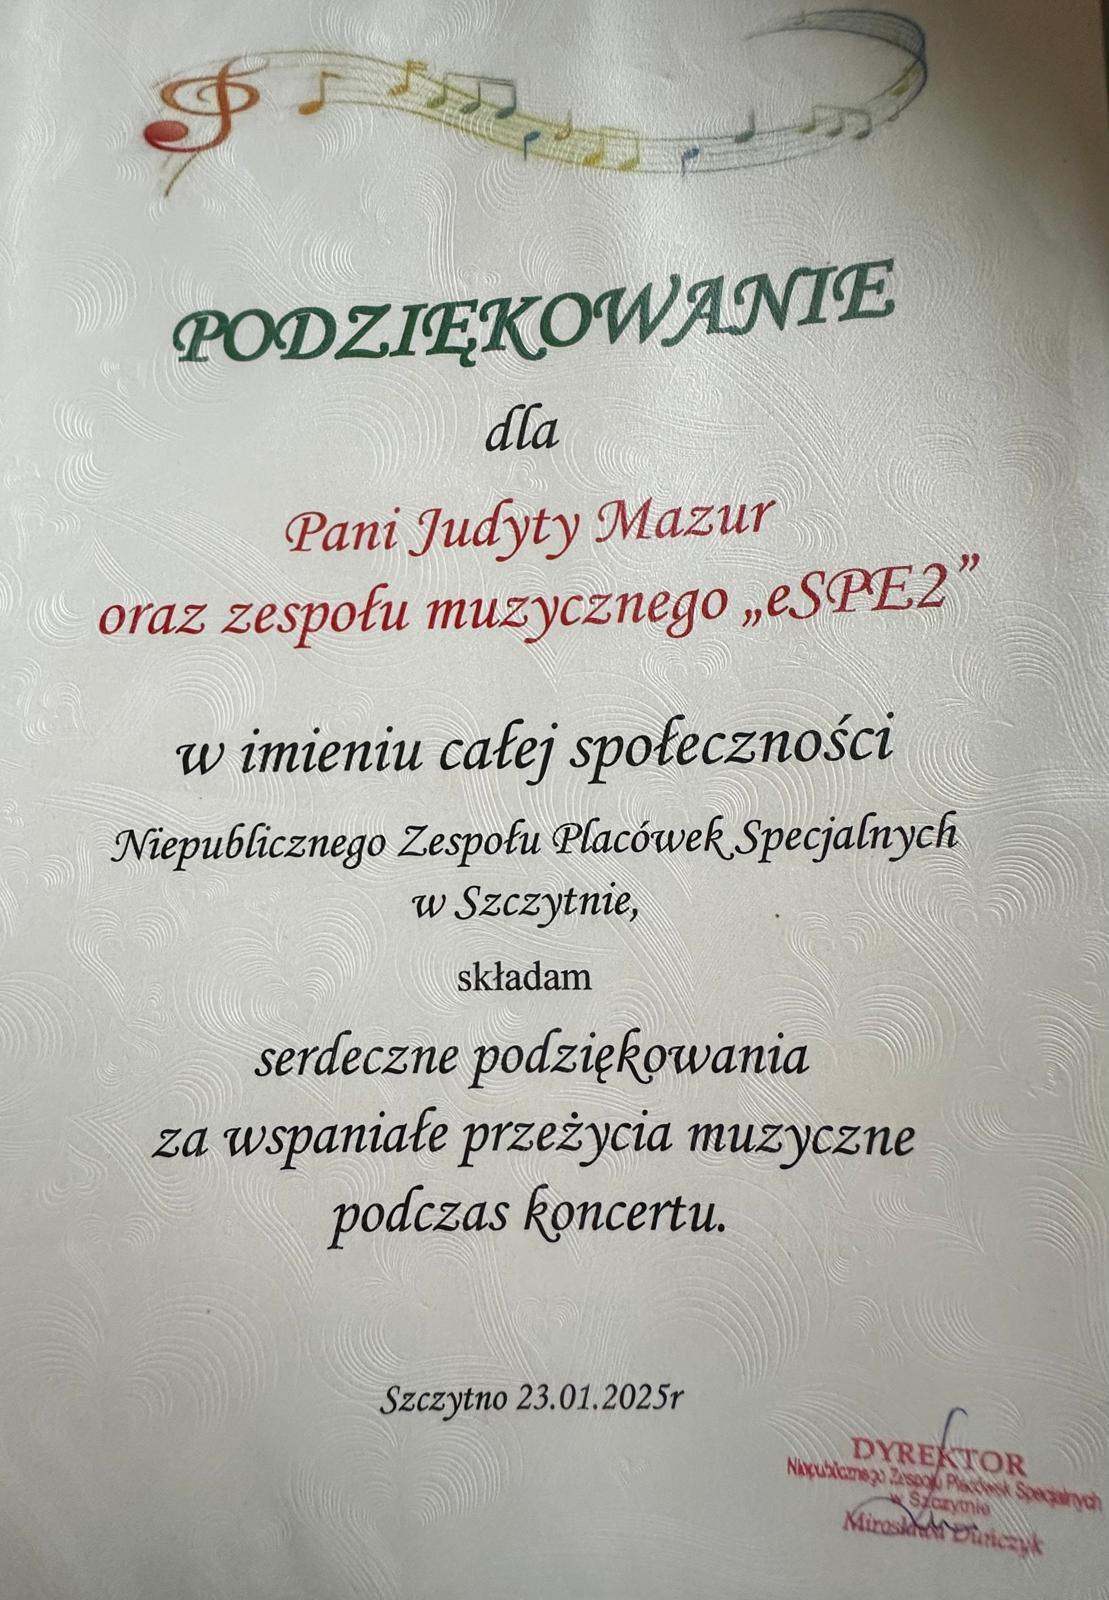 PODZIĘKOWANIE
dla
Pani Judyty Mazur
oraz zespołu muzycznego „eSPE2”
w imieniu całej społeczności
Niepublicznego Zespołu Placówek Specjalnych
w Szczytnie,
składam
serdeczne podziękowania
za wspaniałe przeżycia muzyczne
podczas koncertu.
Szczytno 23.01.2025r
DYREKTOR
Niepublicznego Zespołu Placówek Specjalnych
w Szczytnie